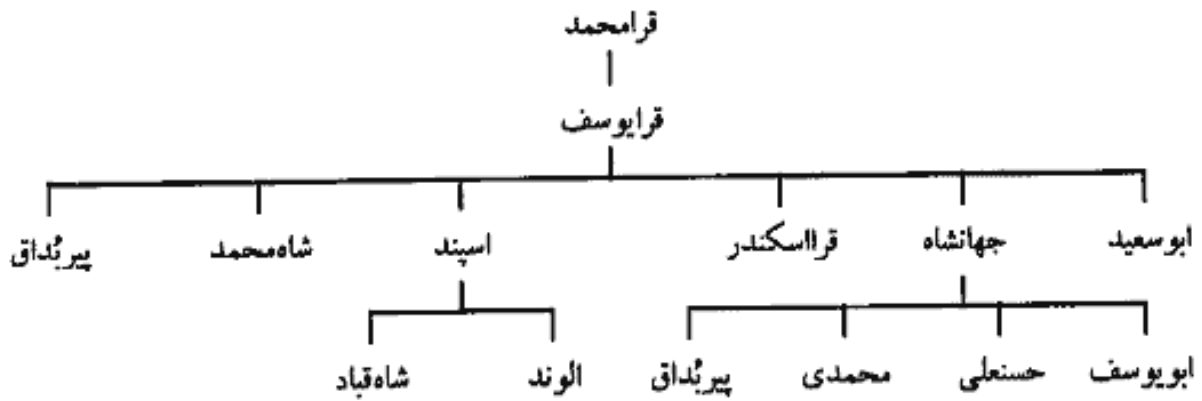 قرامحمد
قرایوسف
ابوسعید جهانشاه قرااسکندر اسپند شاه‌محمد پیربُداق
ابویوسف حسنعلی محمدی پیربُداق الوند شاه‌قباد